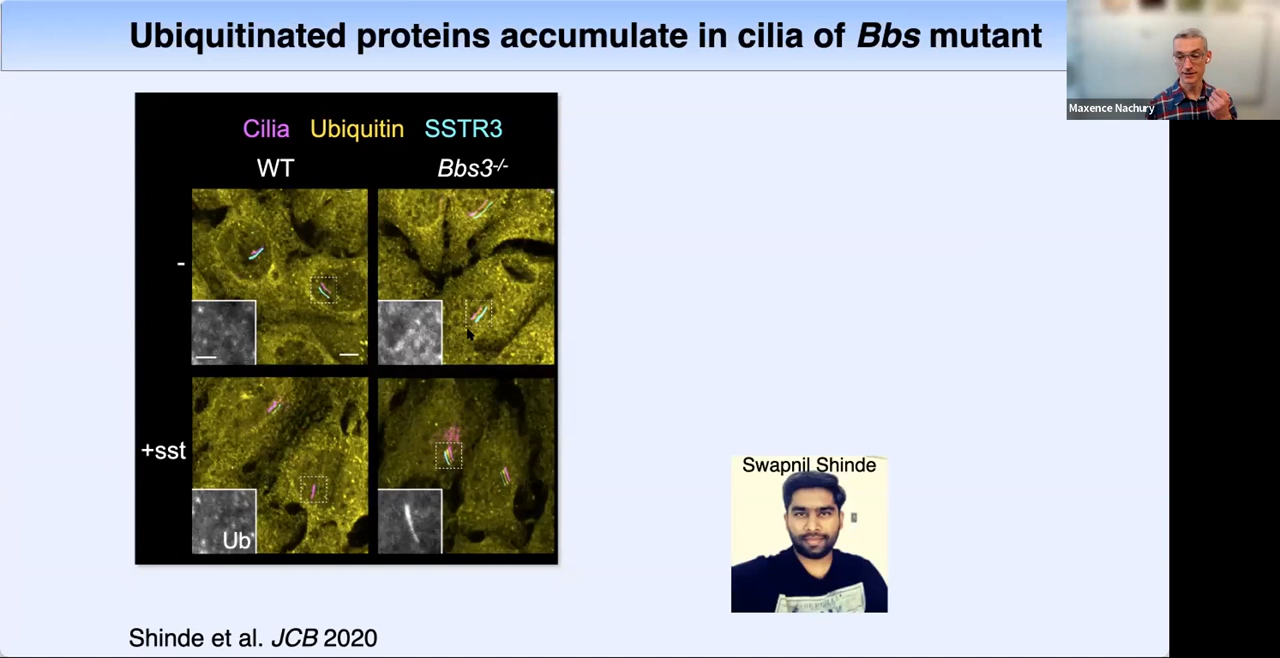 Ubiquitinated proteins accumulate in cilia of Bbs mutant
Maxence Nachury
Cilia Ubiquitin SSTR3
WT Bbs3-/-
-
+sst
Ub
Swapnil Shinde
Shinde et al. JCB 2020